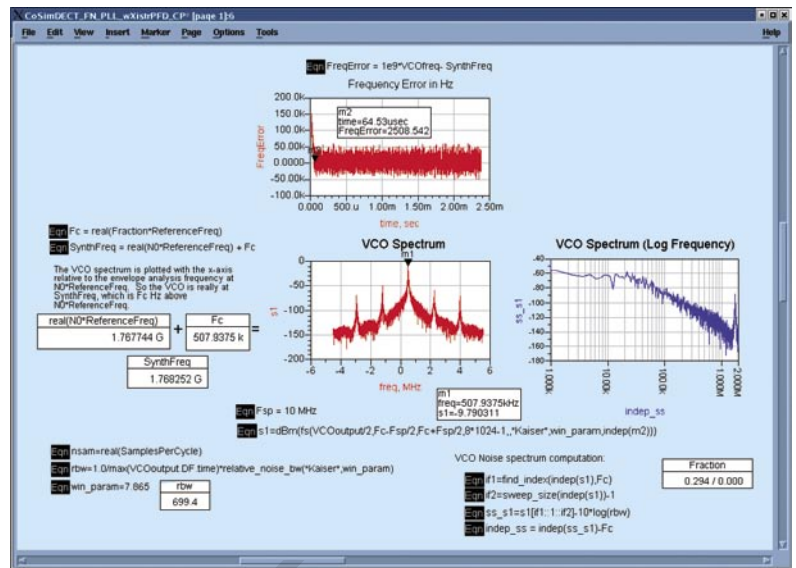 CoSimDECT_FN_PLL_wXistrPFD_CP* [page 1]:6
File Edit View Insert Marker Page Options Tools Help
Eqn FreqError = 1e9*VCOfreq- SynthFreq
Frequency Error in Hz
200.0k
150.0k
100.0k
50.00k
0.0000
-50.00k
-100.0k
FreqError
m2
time=64.53usec
FreqError=2508.542
0.000 500 u 1.00m 1.50m 2.00m 2.50m
time, sec
Eqn Fc = real(Fraction*ReferenceFreq)
Eqn SynthFreq = real(N0*ReferenceFreq) + Fc
The VCO spectrum is plotted with the x-axis
relative to the envelope analysis frequency at
N0*ReferenceFreq. So the VCO is really at
SynthFreq, which is Fc Hz above
N0*ReferenceFreq.
real(N0*ReferenceFreq)
1.767744 G
+
Fc
507.9375 k
=
SynthFreq
1.768252 G
VCO Spectrum
m1
0
-50
-100
-150
-200
s1
-6 -4 -2 0 2 4 6
freq, MHz
m1
freq=507.9375kHz
s1=-9.790311
VCO Spectrum (Log Frequency)
-40
-60
-80
-100
-120
-140
-160
ss_s1
1.000k 10.00k 100.0k 1.000M 2.000M
indep_ss
Eqn Fsp = 10 MHz
Eqn s1=dBm(fs(VCOoutput/2,Fc-Fsp/2,Fc+Fsp/2,8*1024-1,,"Kaiser",win_param,indep(m2)))
Eqn nsam=real(SamplesPerCycle)
Eqn rbw=1.0/max(VCOoutput.DF.time)*relative_noise_bw("Kaiser",win_param)
Eqn win_param=7.865
rbw
699.4
VCO Noise spectrum computation:
Eqn if1=find_index(indep(s1),Fc)
Eqn if2=sweep_size(indep(s1))-1
Eqn ss_s1=s1[if1::1::if2]-10*log(rbw)
Eqn indep_ss = indep(ss_s1)-Fc
Fraction
0.294 / 0.000